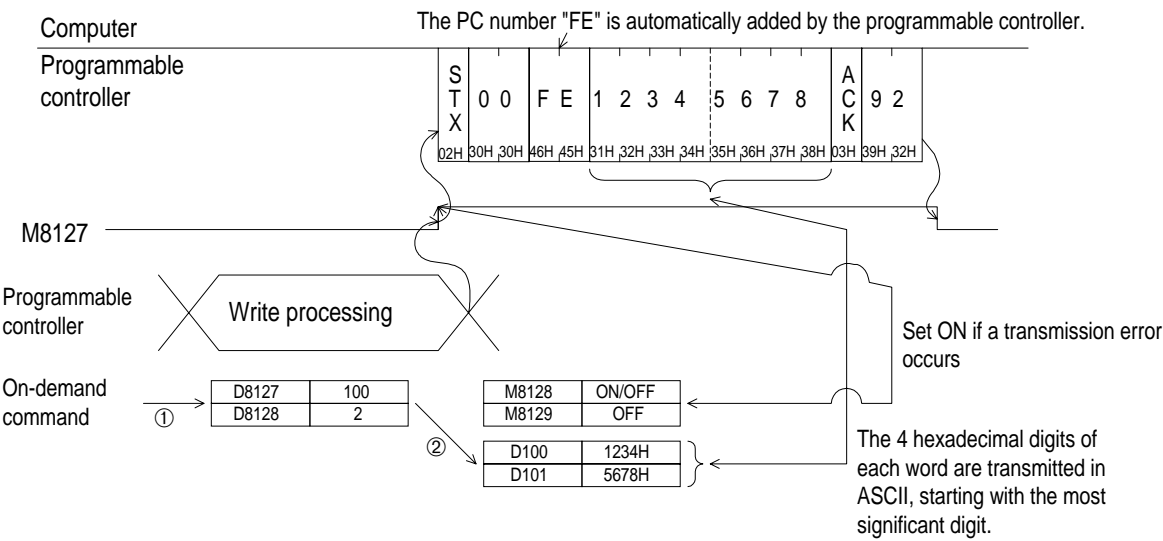 The PC number "FE" is automatically added by the programmable controller.
Computer
Programmable
controller
S T X
0 0
F E
1 2 3 4
5 6 7 8
A C K
9 2
02H 30H 30H 46H 45H 31H 32H 33H 34H 35H 36H 37H 38H 03H 39H 32H
M8127
Programmable
controller
Write processing
Set ON if a transmission error
occurs
On-demand
command
①
D8127 100
D8128 2
②
M8128 ON/OFF
M8129 OFF
D100 1234H
D101 5678H
The 4 hexadecimal digits of
each word are transmitted in
ASCII, starting with the most
significant digit.